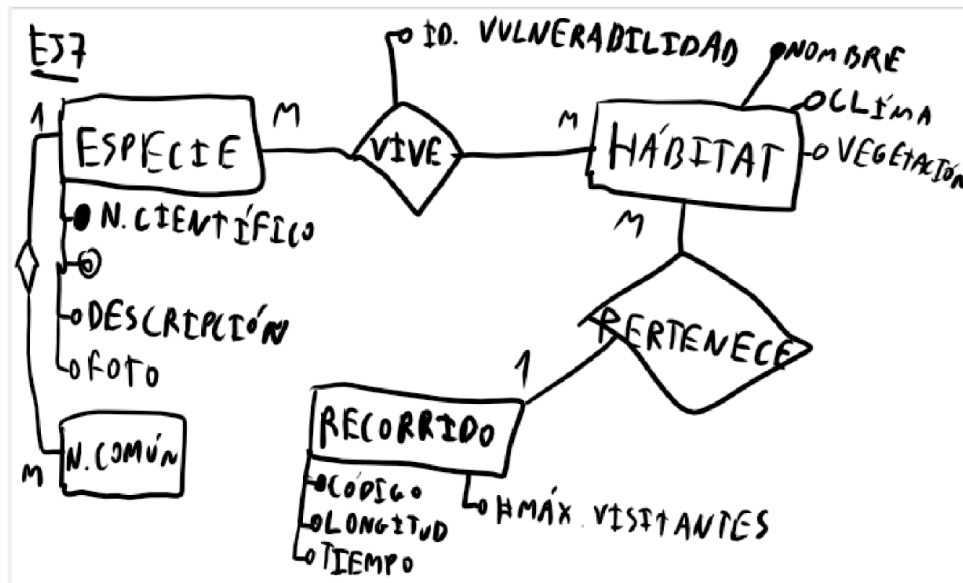 EJ7
ID. VULNERABILIDAD
NOMBRE
CLÍMA
VEGETACIÓN
1
ESPECIE
M
VIVE
M
HÁBITAT
M
N. CIENTÍFICO
DESCRIPCIÓN
FOTO
PERTENECE
1
RECORRIDO
M
N. COMÚN
CÓDIGO
LONGITUD
TIEMPO
#MÁX. VISITANTES